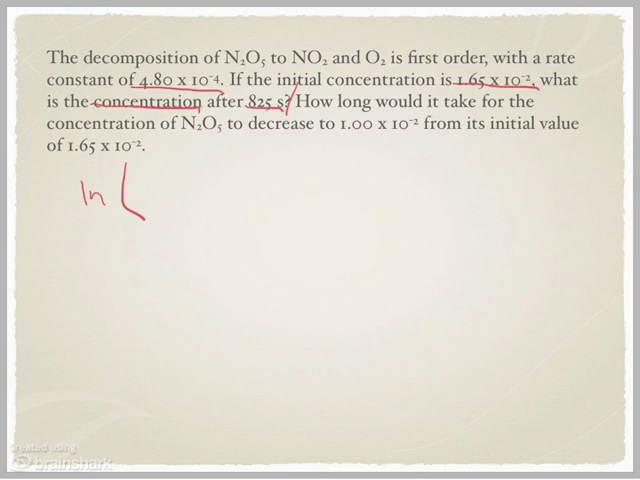 The decomposition of N₂O₅ to NO₂ and O₂ is first order, with a rate
constant of 4.80 x 10⁻⁴. If the initial concentration is 1.65 x 10⁻², what
is the concentration after 825 s? How long would it take for the
concentration of N₂O₅ to decrease to 1.00 x 10⁻² from its initial value
of 1.65 x 10⁻².
ln [
created using
brainshark